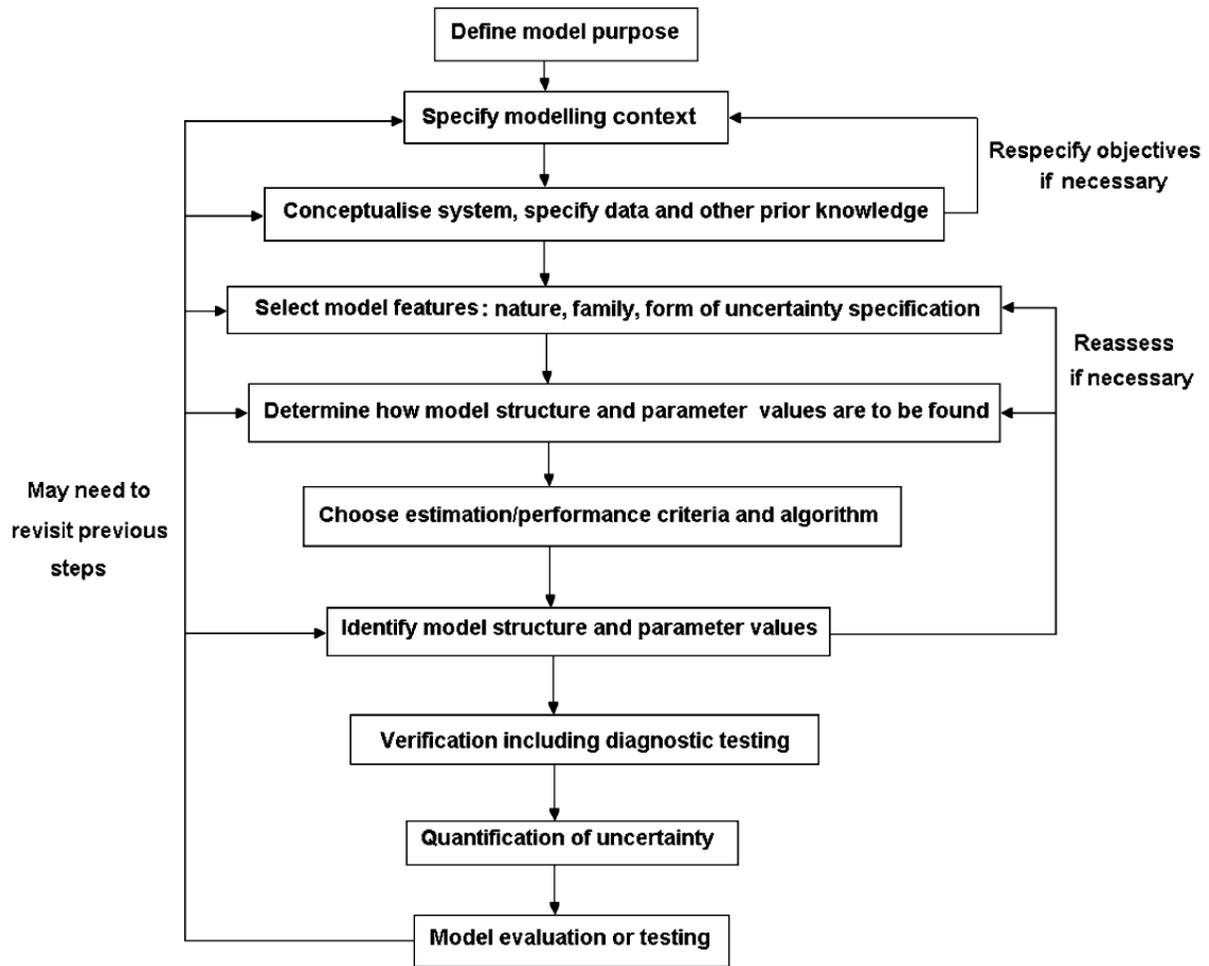 Define model purpose
Specify modelling context
Respecify objectives
if necessary
Conceptualise system, specify data and other prior knowledge
Select model features: nature, family, form of uncertainty specification
Reassess
if necessary
Determine how model structure and parameter values are to be found
May need to
revisit previous
steps
Choose estimation/performance criteria and algorithm
Identify model structure and parameter values
Verification including diagnostic testing
Quantification of uncertainty
Model evaluation or testing